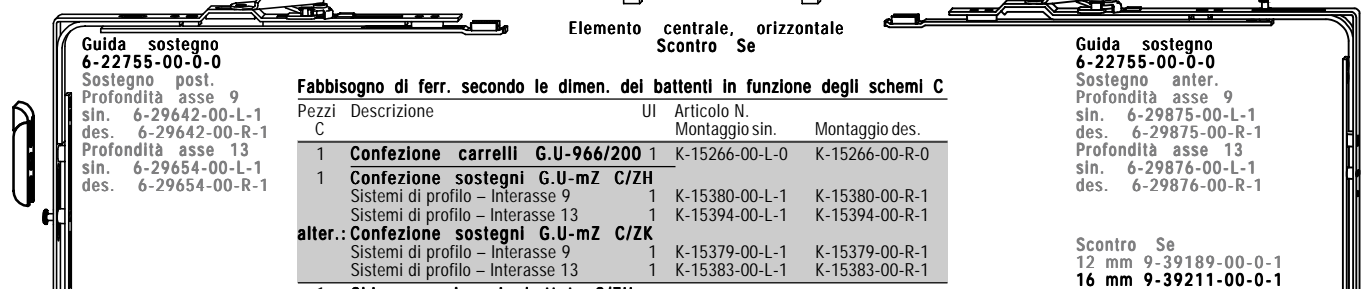 Elemento centrale, orizzontale
Scontro Se
Guida sostegno
6-22755-00-0-0
Sostegno post.
Profondità asse 9
sin. 6-29642-00-L-1
des. 6-29642-00-R-1
Profondità asse 13
sin. 6-29654-00-L-1
des. 6-29654-00-R-1
Fabbisogno di ferr. secondo le dimen. dei battenti in funzione degli schemi C
Pezzi Descrizione UI Articolo N.
C Montaggio sin. Montaggio des.
1 Confezione carrelli G.U-966/200 1 K-15266-00-L-0 K-15266-00-R-0
1 Confezione sostegni G.U-mZ C/ZH
Sistemi di profilo – Interasse 9 1 K-15380-00-L-1 K-15380-00-R-1
Sistemi di profilo – Interasse 13 1 K-15394-00-L-1 K-15394-00-R-1
alter.: Confezione sostegni G.U-mZ C/ZK
Sistemi di profilo – Interasse 9 1 K-15379-00-L-1 K-15379-00-R-1
Sistemi di profilo – Interasse 13 1 K-15383-00-L-1 K-15383-00-R-1
Guida sostegno
6-22755-00-0-0
Sostegno anter.
Profondità asse 9
sin. 6-29875-00-L-1
des. 6-29875-00-R-1
Profondità asse 13
sin. 6-29876-00-L-1
des. 6-29876-00-R-1
Scontro Se
12 mm 9-39189-00-0-1
16 mm 9-39211-00-0-1